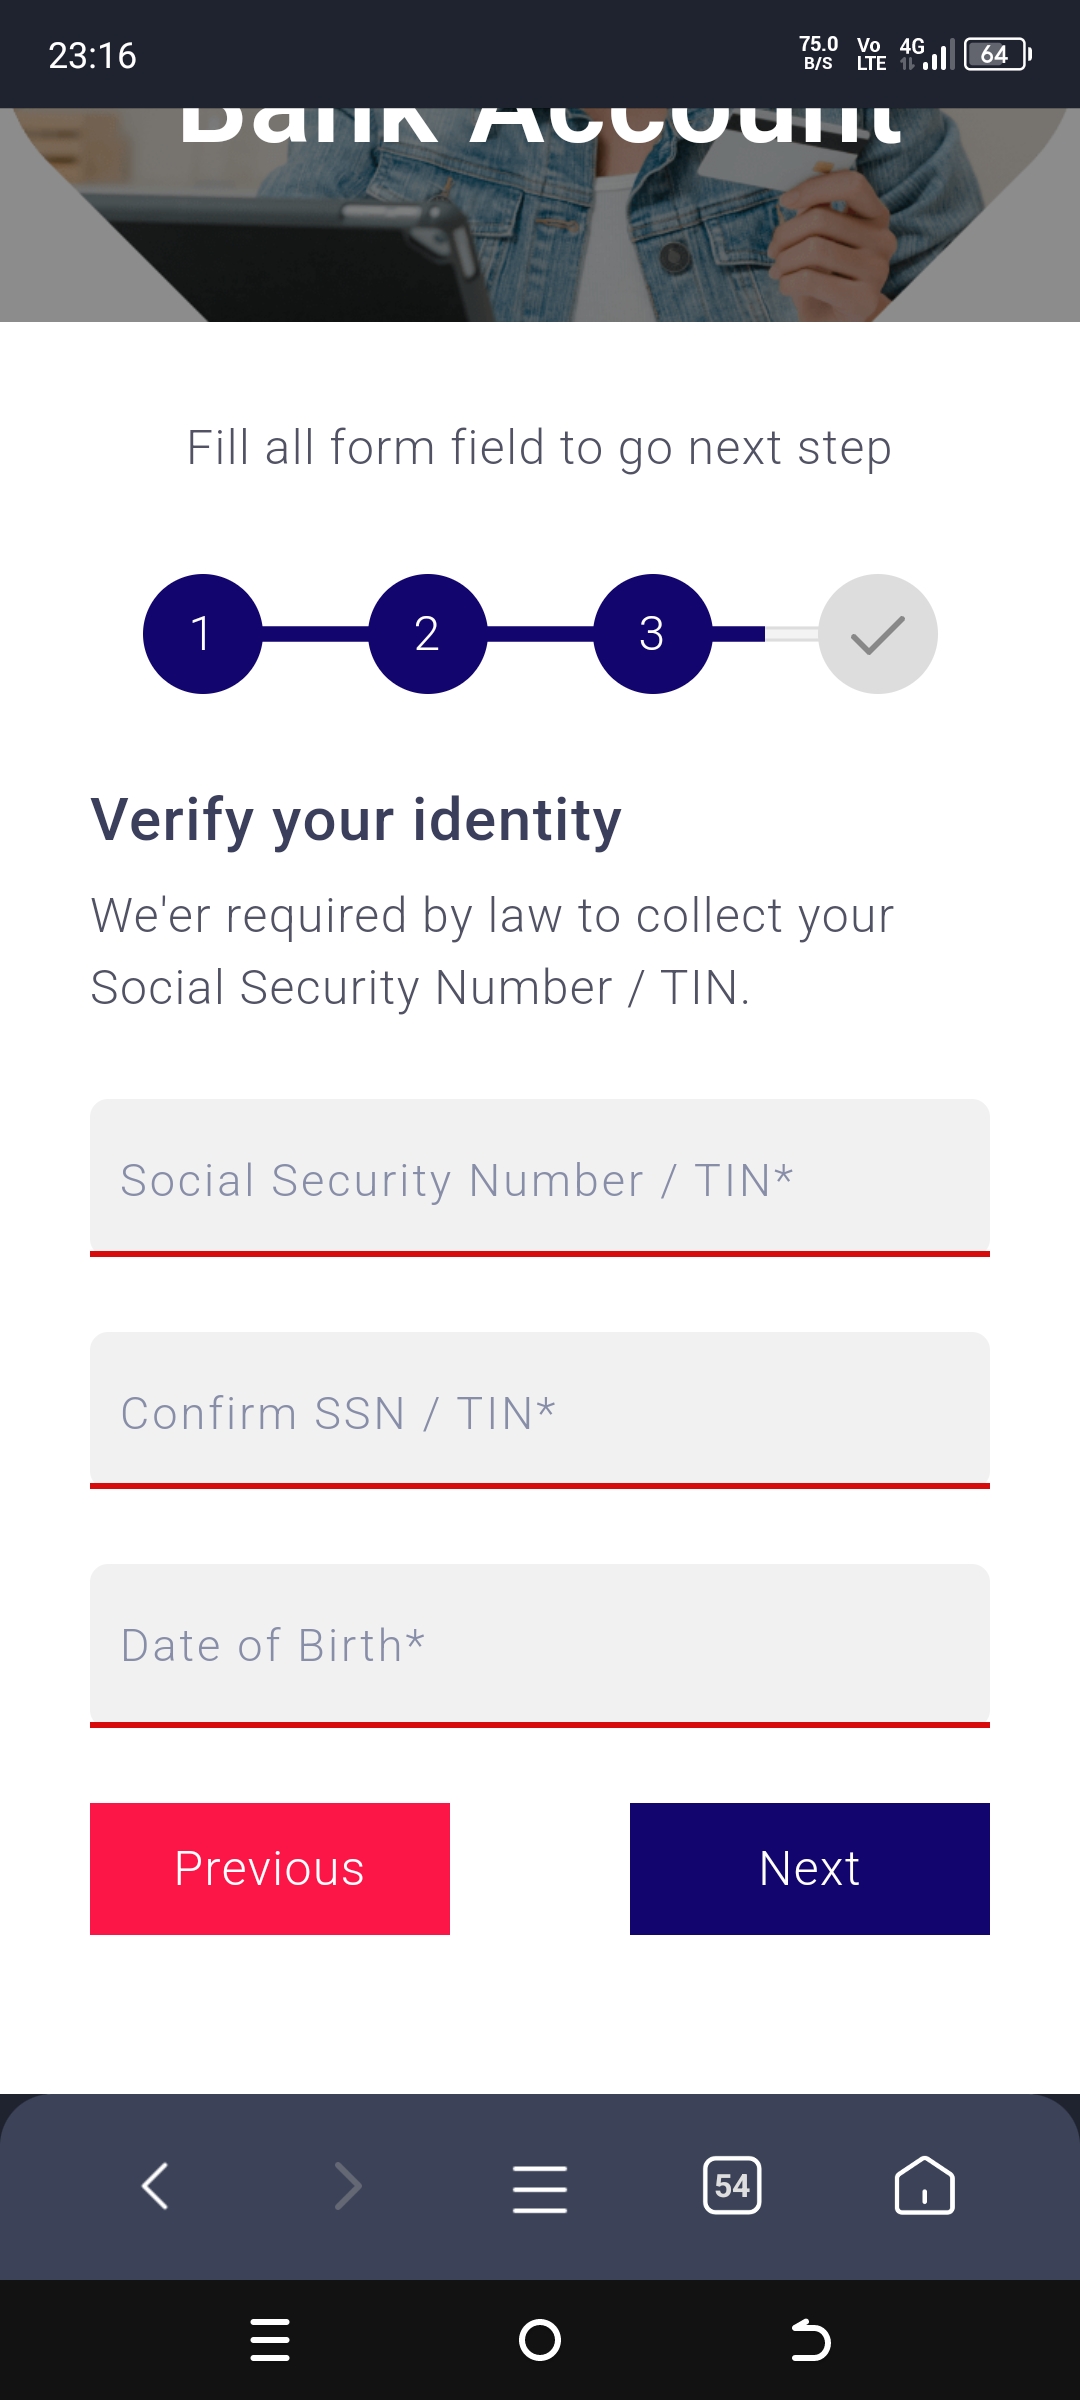 23:16
75.0 B/S Vo LTE 4G 64
Bank Account
Fill all form field to go next step
1 2 3
Verify your identity
We'er required by law to collect your
Social Security Number / TIN.
Social Security Number / TIN*
Confirm SSN / TIN*
Date of Birth*
Previous Next
54